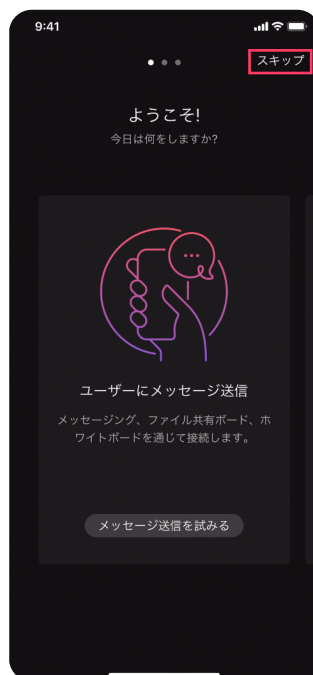 9:41
スキップ
ようこそ!
今日は何をしますか?
ユーザーにメッセージ送信
メッセージング、ファイル共有ボード、ホ
ワイトボードを通じて接続します。
メッセージ送信を試みる